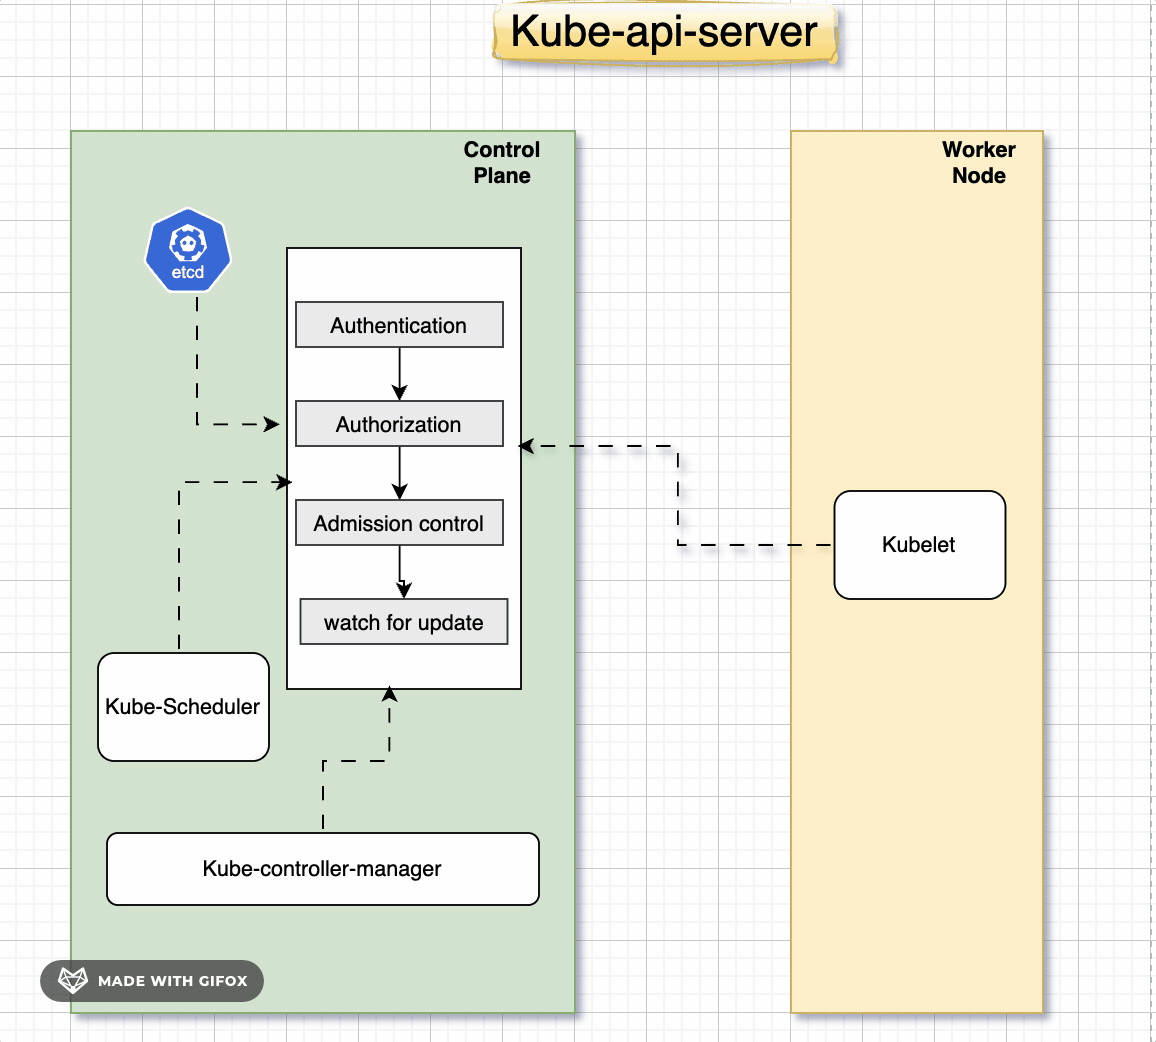 Kube-api-server
Control
Plane
Worker
Node
etcd
Authentication
Authorization
Admission control
watch for update
Kubelet
Kube-Scheduler
Kube-controller-manager
MADE WITH GIFOX